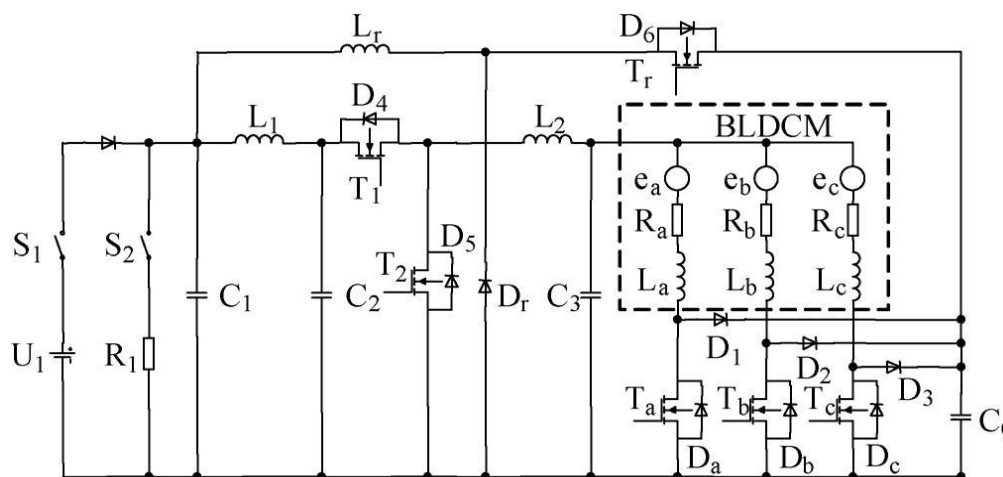 Lr
D6
Tr
D4
L1
L2
T1
BLDCM
ea
eb
ec
Ra
Rb
Rc
S1
S2
T2
D5
La
Lb
Lc
C1
C2
Dr
C3
U1
R1
D1
D2
D3
Ta
Tb
Tc
Da
Db
Dc